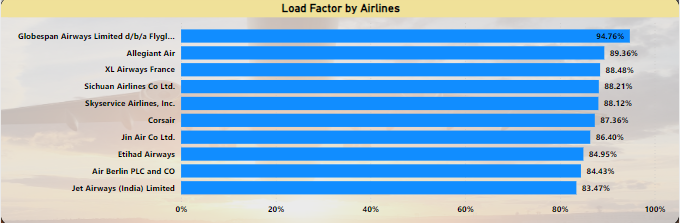 Load Factor by Airlines
Globespan Airways Limited d/b/a Flygl... 94.76%
Allegiant Air 89.36%
XL Airways France 88.48%
Sichuan Airlines Co Ltd. 88.21%
Skyservice Airlines, Inc. 88.12%
Corsair 87.36%
Jin Air Co Ltd. 86.40%
Etihad Airways 84.95%
Air Berlin PLC and CO 84.43%
Jet Airways (India) Limited 83.47%
0% 20% 40% 60% 80% 100%